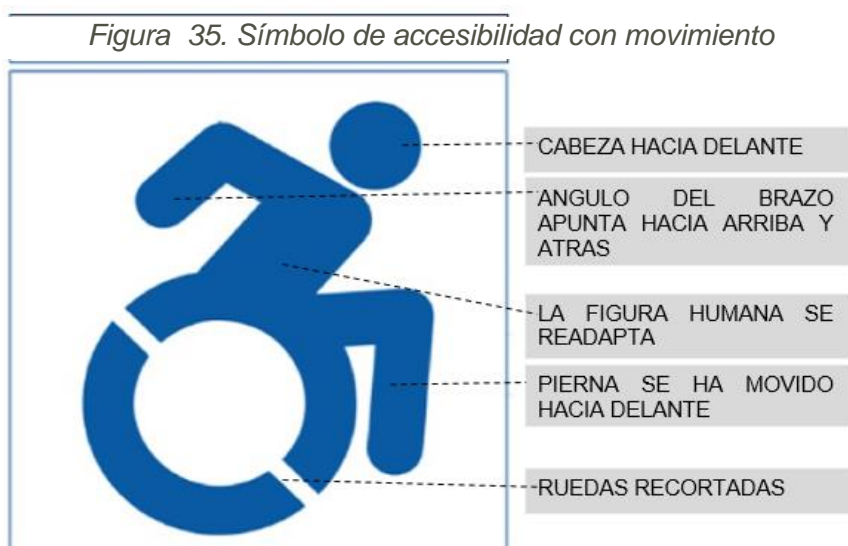 Figura 35. Símbolo de accesibilidad con movimiento
CABEZA HACIA DELANTE
ANGULO DEL BRAZO
APUNTA HACIA ARRIBA Y
ATRAS
LA FIGURA HUMANA SE
READAPTA
PIERNA SE HA MOVIDO
HACIA DELANTE
RUEDAS RECORTADAS